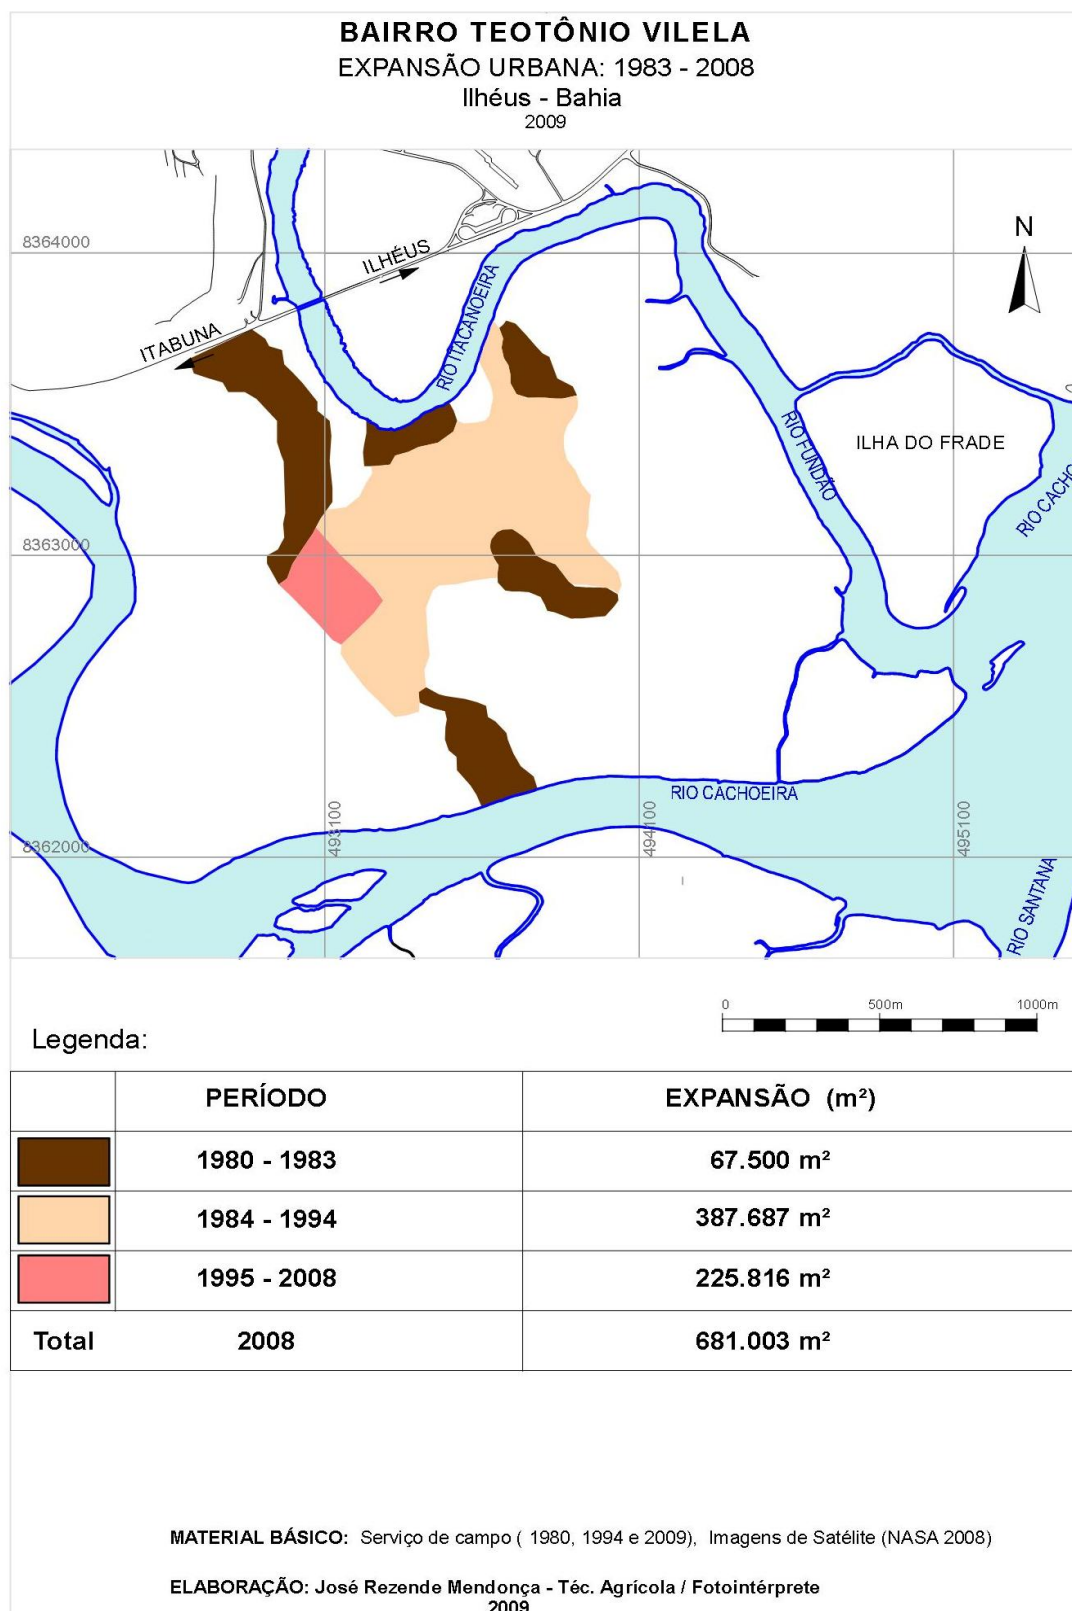 BAIRRO TEOTÔNIO VILELA
EXPANSÃO URBANA: 1983 - 2008
Ilhéus - Bahia
2009
8364000
ILHÉUS
N
ITABUNA
RIO ITACANOEIRA
RIO FUNDÃO
ILHA DO FRADE
RIO CACHO
8363000
RIO CACHOEIRA
493100
494100
495100
8362000
RIO SANTANA
0 500m 1000m
Legenda:
PERÍODO EXPANSÃO (m²)
1980 - 1983 67.500 m²
1984 - 1994 387.687 m²
1995 - 2008 225.816 m²
Total 2008 681.003 m²
MATERIAL BÁSICO: Serviço de campo ( 1980, 1994 e 2009), Imagens de Satélite (NASA 2008)
ELABORAÇÃO: José Rezende Mendonça - Téc. Agrícola / Fotointérprete
2009